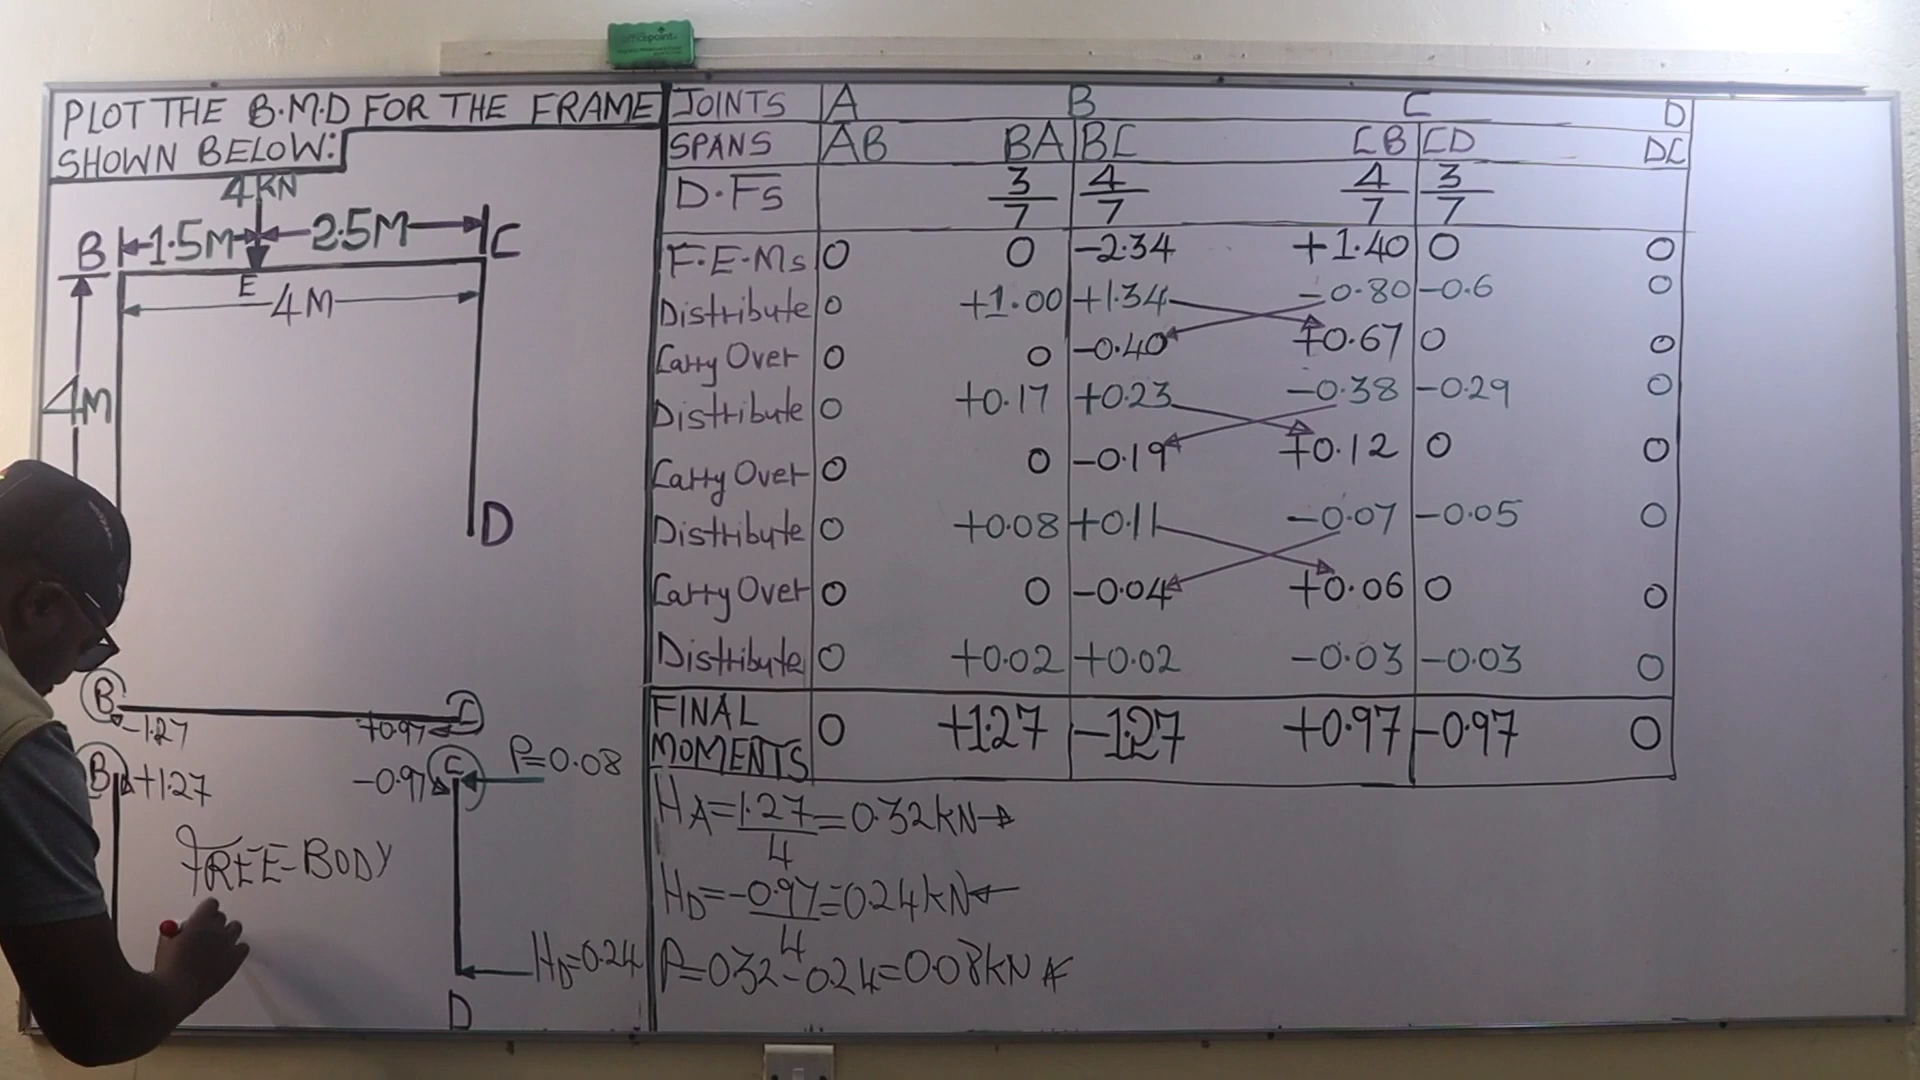 officepoint
PLOT THE B.M.D FOR THE FRAME
SHOWN BELOW:
4KN
B 1.5M 2.5M C
E
4M
4M
D
B C
-1.27 +0.97
B +1.27 -0.97 C P=0.08
FREE-BODY
HD=0.24
D
JOINTS A B C D
SPANS AB BA BC CB CD DC
D.Fs 3/7 4/7 4/7 3/7
F.E.Ms 0 0 -2.34 +1.40 0 0
Distribute 0 +1.00 +1.34 -0.80 -0.6 0
Carry Over 0 0 -0.40 +0.67 0 0
Distribute 0 +0.17 +0.23 -0.38 -0.29 0
Carry Over 0 0 -0.19 +0.12 0 0
Distribute 0 +0.08 +0.11 -0.07 -0.05 0
Carry Over 0 0 -0.04 +0.06 0 0
Distribute 0 +0.02 +0.02 -0.03 -0.03 0
FINAL MOMENTS 0 +1.27 -1.27 +0.97 -0.97 0
HA=1.27/4=0.32kN→
HD=-0.97/4=0.24kN←
P=0.32-0.24=0.08kN←